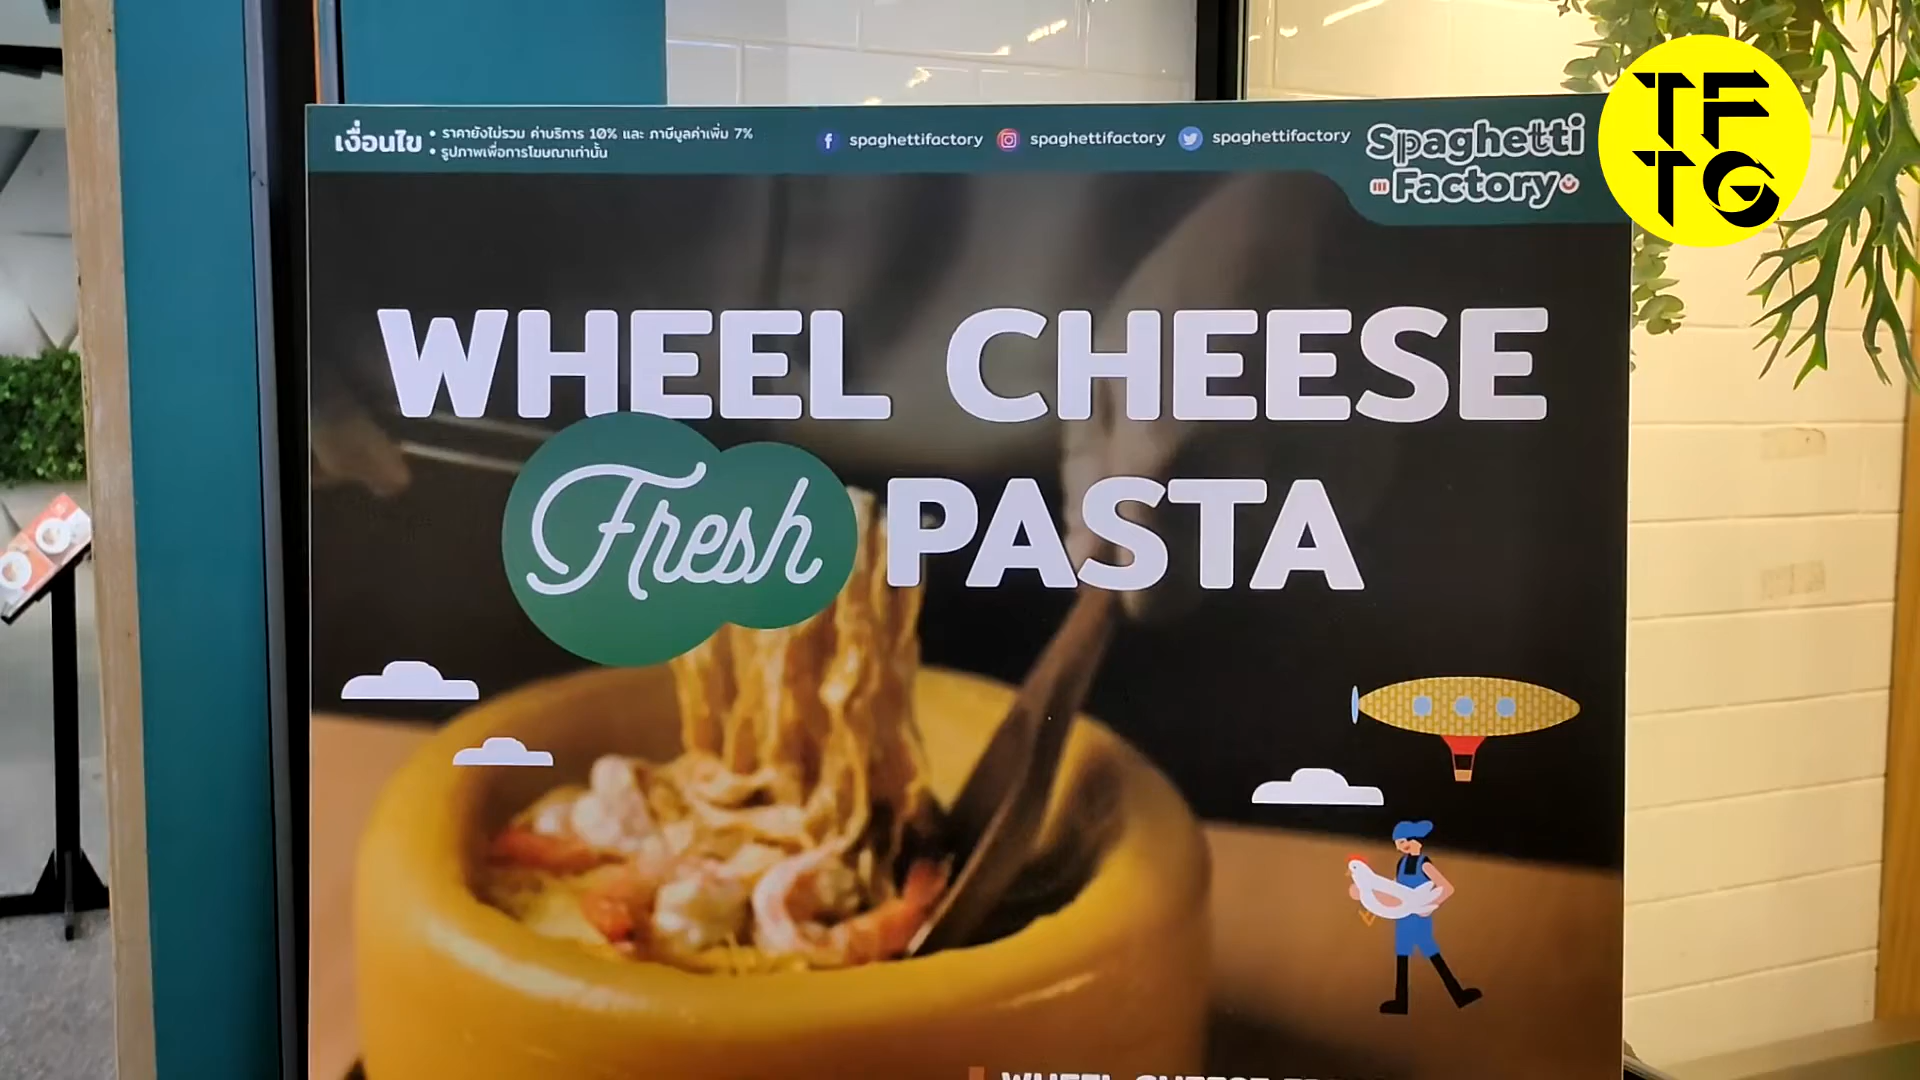 เงื่อนไข
• ราคายังไม่รวม ค่าบริการ 10% และ ภาษีมูลค่าเพิ่ม 7%
• รูปภาพเพื่อการโฆษณาเท่านั้น
spaghettifactory
spaghettifactory
spaghettifactory
Spaghetti
Factory
TF
TG
WHEEL CHEESE
Fresh PASTA
WHEEL CHEESE